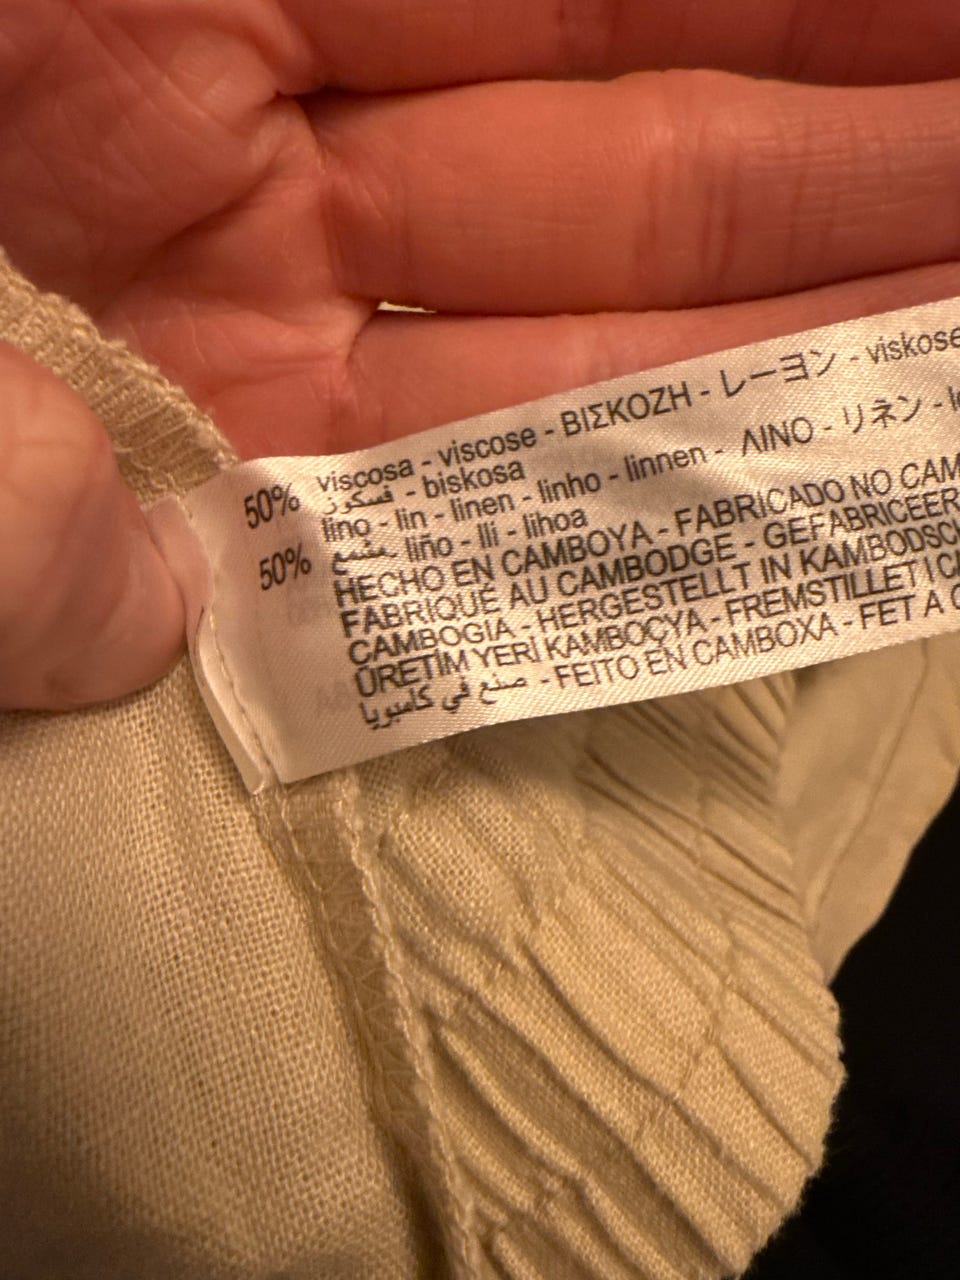 50% viscosa - viscose - ΒΙΣΚΟΖΗ - レーヨン - viskose
فسكوز - biskosa
50% lino - lin - linen - linho - linnen - ΛΙΝΟ - リネン -
liño - lli - lihoa
HECHO EN CAMBOYA - FABRICADO NO CAM
FABRIQUÉ AU CAMBODGE - GEFABRICEER
CAMBOGIA - HERGESTELLT IN KAMBODSCH
ÜRETİM YERİ KAMBOÇYA - FREMSTILLET I C
صنع في كامبوديا - FEITO EN CAMBOXA - FET A C